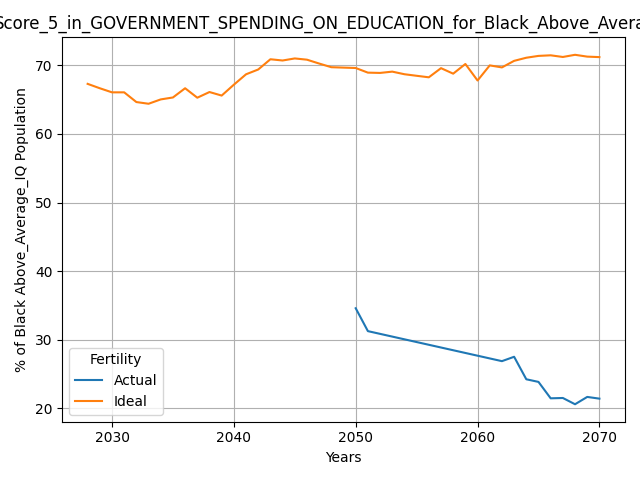 Score_5_in_GOVERNMENT_SPENDING_ON_EDUCATION_for_Black_Above_Avera
% of Black Above_Average_IQ Population
70
60
50
40
30
20
Fertility
Actual
Ideal
2030 2040 2050 2060 2070
Years